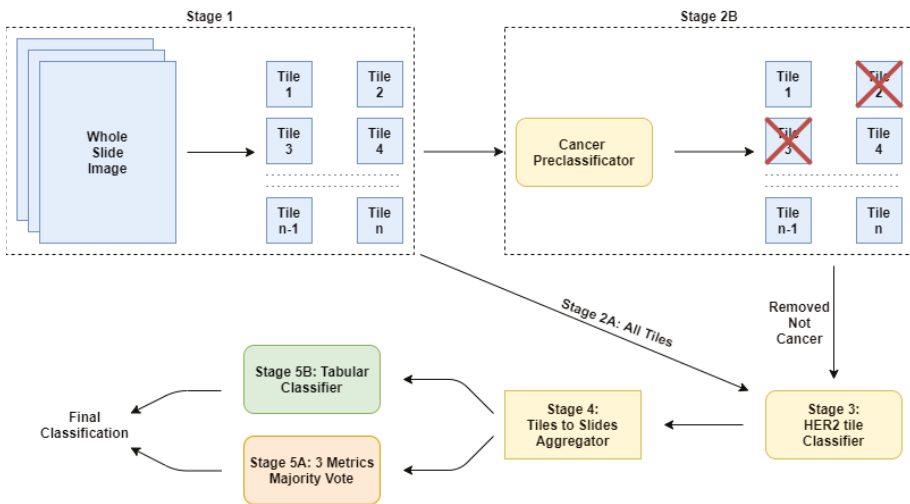 Stage 1
Stage 2B
Whole
Slide
Image
Tile
1
Tile
2
Tile
3
Tile
4
Tile
n-1
Tile
n
Cancer
Preclassificator
Tile
1
Tile
2
Tile
3
Tile
4
Tile
n-1
Tile
n
Stage 2A: All Tiles
Removed
Not
Cancer
Stage 5B: Tabular
Classifier
Final
Classification
Stage 4:
Tiles to Slides
Aggregator
Stage 3:
HER2 tile
Classifier
Stage 5A: 3 Metrics
Majority Vote